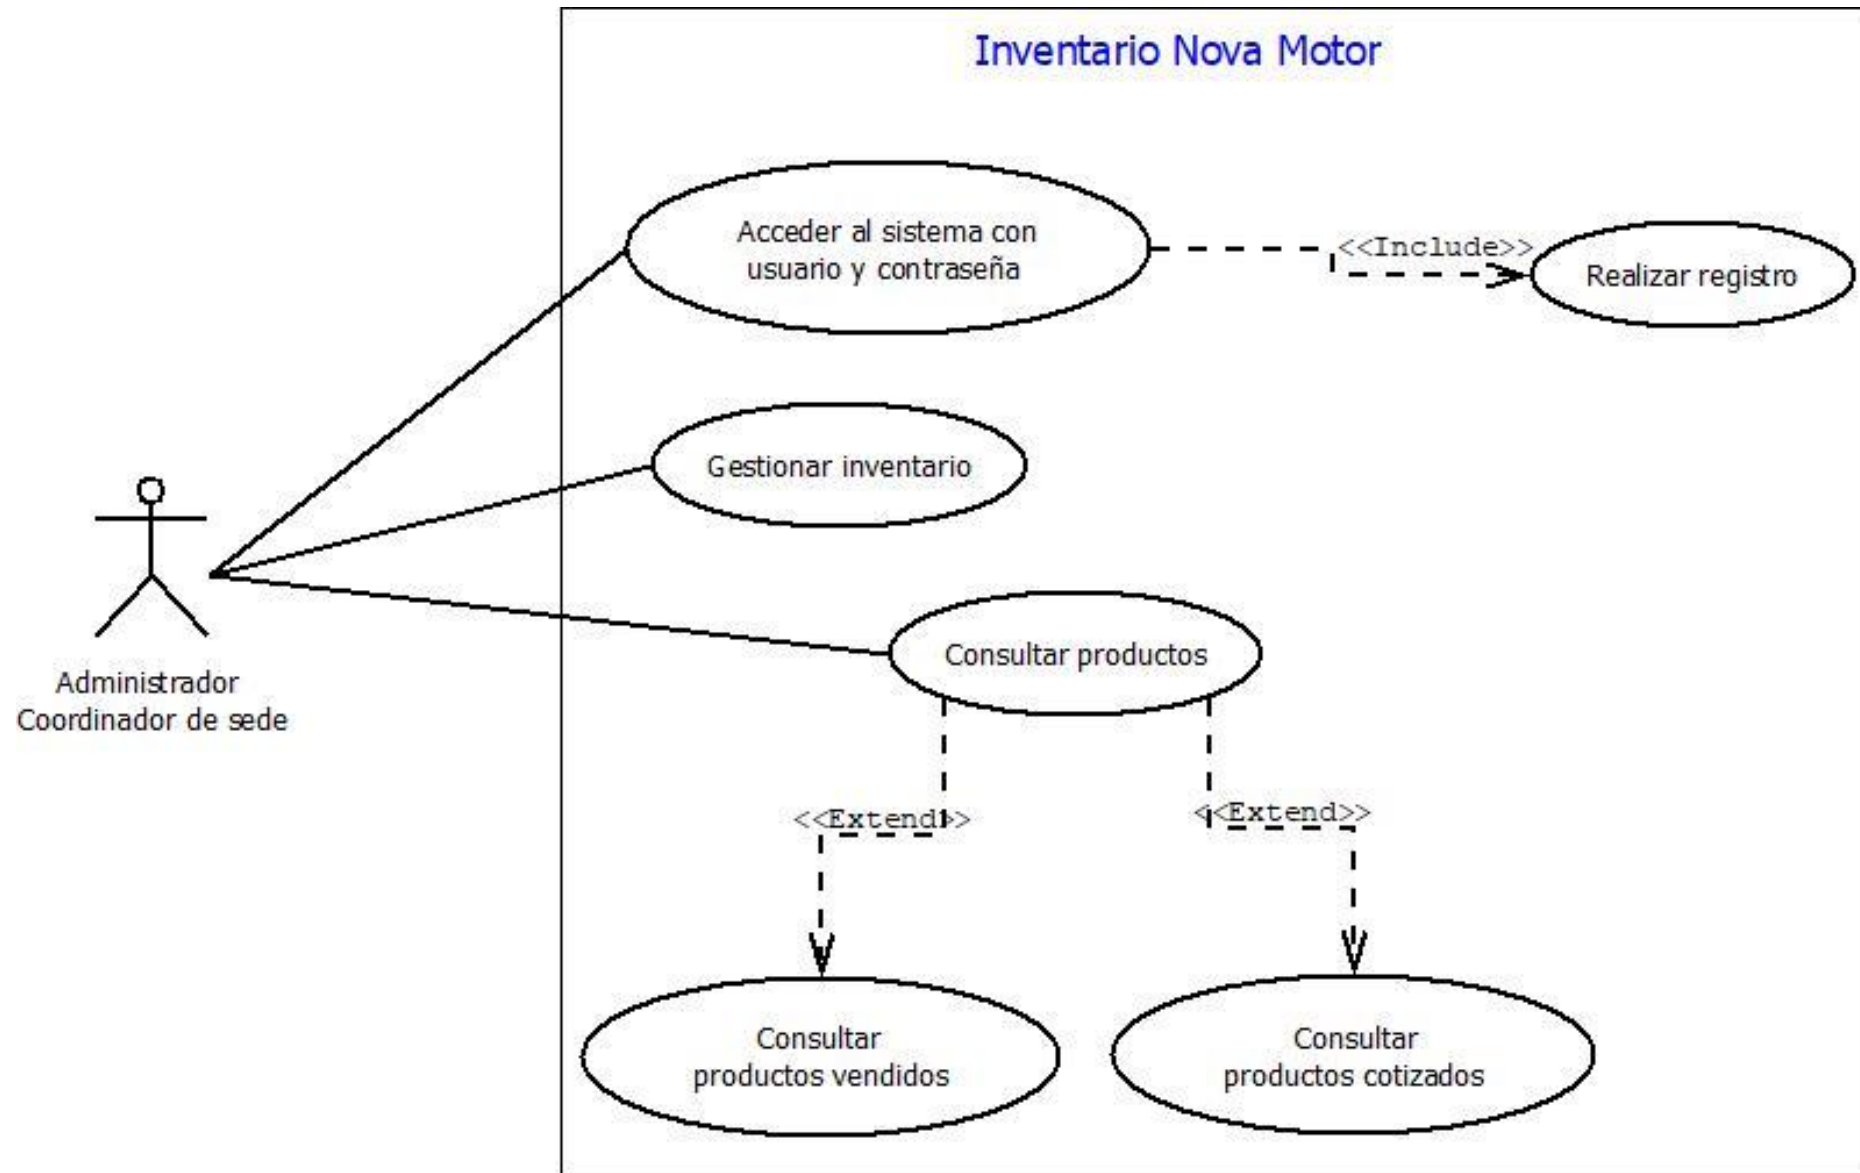 Inventario Nova Motor
Acceder al sistema con
usuario y contraseña
<<Include>>
Realizar registro
Gestionar inventario
Administrador
Coordinador de sede
Consultar productos
<<Extend>>
<<Extend>>
Consultar
productos vendidos
Consultar
productos cotizados